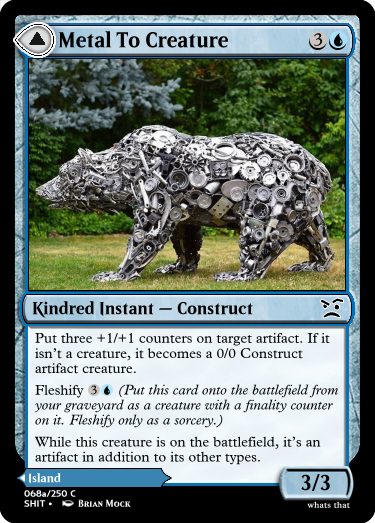 Metal To Creature 3
Kindred Instant — Construct
Put three +1/+1 counters on target artifact. If it
isn't a creature, it becomes a 0/0 Construct
artifact creature.
Fleshify 3 (Put this card onto the battlefield from
your graveyard as a creature with a finality counter
on it. Fleshify only as a sorcery.)
While this creature is on the battlefield, it's an
artifact in addition to its other types.
Island
3/3
068a/250 C
SHIT • Brian Mock
whats that